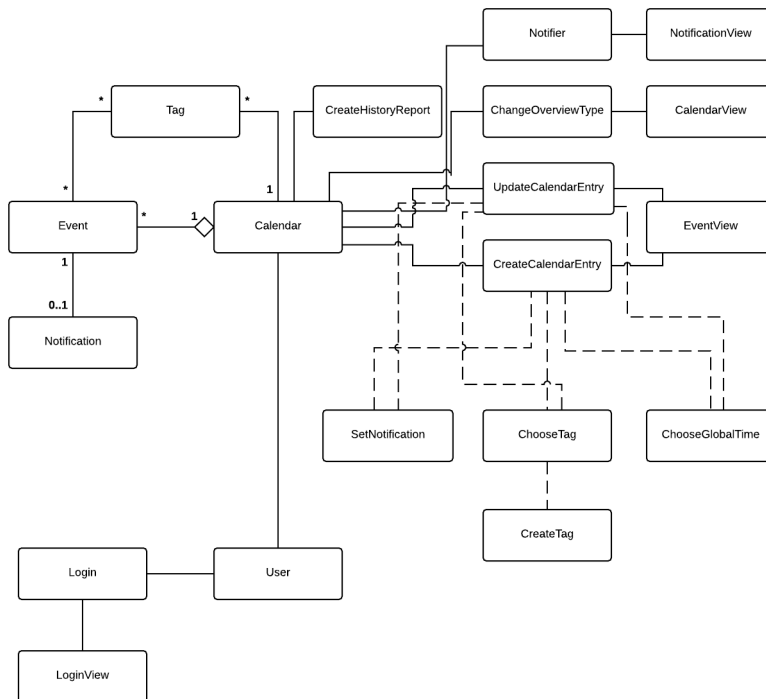 Notifier
NotificationView
Tag
*
*
CreateHistoryReport
ChangeOverviewType
CalendarView
*
1
UpdateCalendarEntry
Event
*
1
Calendar
EventView
1
CreateCalendarEntry
0..1
Notification
SetNotification
ChooseTag
ChooseGlobalTime
CreateTag
Login
User
LoginView